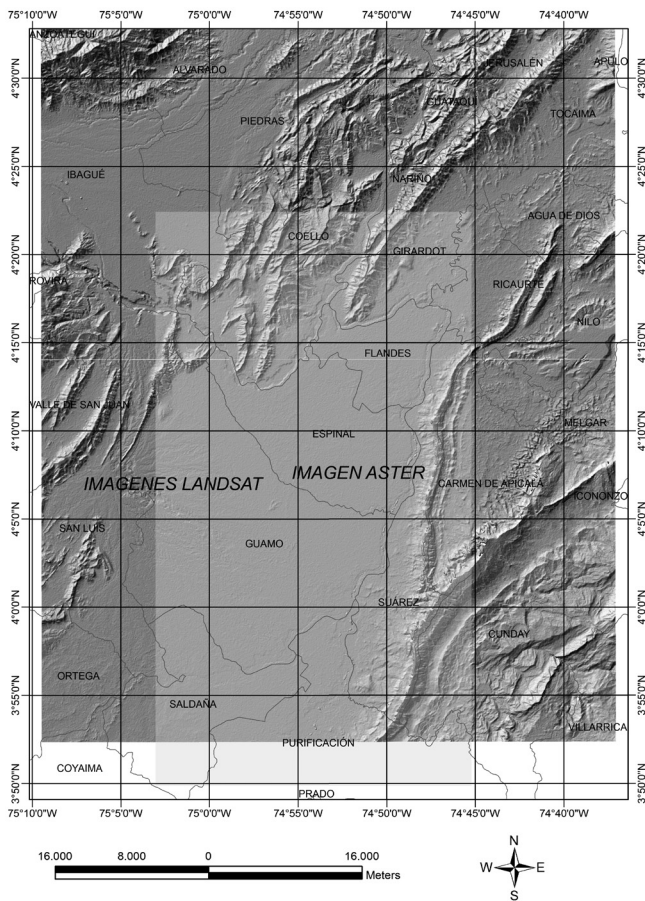 75°10'0"W 75°5'0"W 75°0'0"W 74°55'0"W 74°50'0"W 74°45'0"W 74°40'0"W
ANZOATEGUI
4°30'0"N ALVARADO JERUSALÉN APULO 4°30'0"N
GUATAQUI
PIEDRAS TOCAIMA
4°25'0"N IBAGUÉ NARIÑO 4°25'0"N
AGUA DE DIOS
COELLO
4°20'0"N GIRARDOT 4°20'0"N
ROVIRA RICAURTE
NILO
4°15'0"N FLANDES 4°15'0"N
VALLE DE SAN JUAN
MELGAR
4°10'0"N ESPINAL 4°10'0"N
IMAGENES LANDSAT IMAGEN ASTER
CARMEN DE APICALÁ
ICONONZO
4°5'0"N SAN LUIS 4°5'0"N
GUAMO
4°0'0"N SUÁREZ 4°0'0"N
CUNDAY
ORTEGA
3°55'0"N SALDAÑA 3°55'0"N
VILLARRICA
PURIFICACIÓN
COYAIMA
3°50'0"N PRADO 3°50'0"N
75°10'0"W 75°5'0"W 75°0'0"W 74°55'0"W 74°50'0"W 74°45'0"W 74°40'0"W
16.000 8.000 0 16.000
Meters
N
W E
S